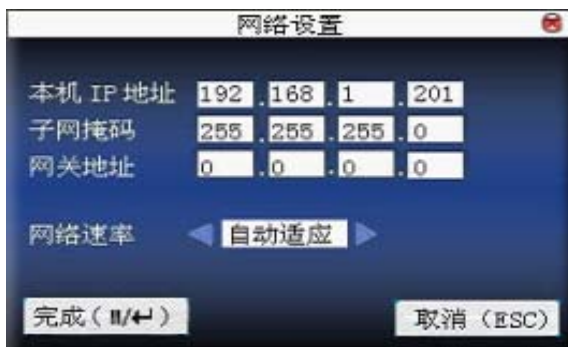 网络设置
本机 IP 地址 192 . 168 . 1 . 201
子网掩码 255 . 255 . 255 . 0
网关地址 0 . 0 . 0 . 0
网络速率 自动适应
完成（M/↵） 取消（ESC）